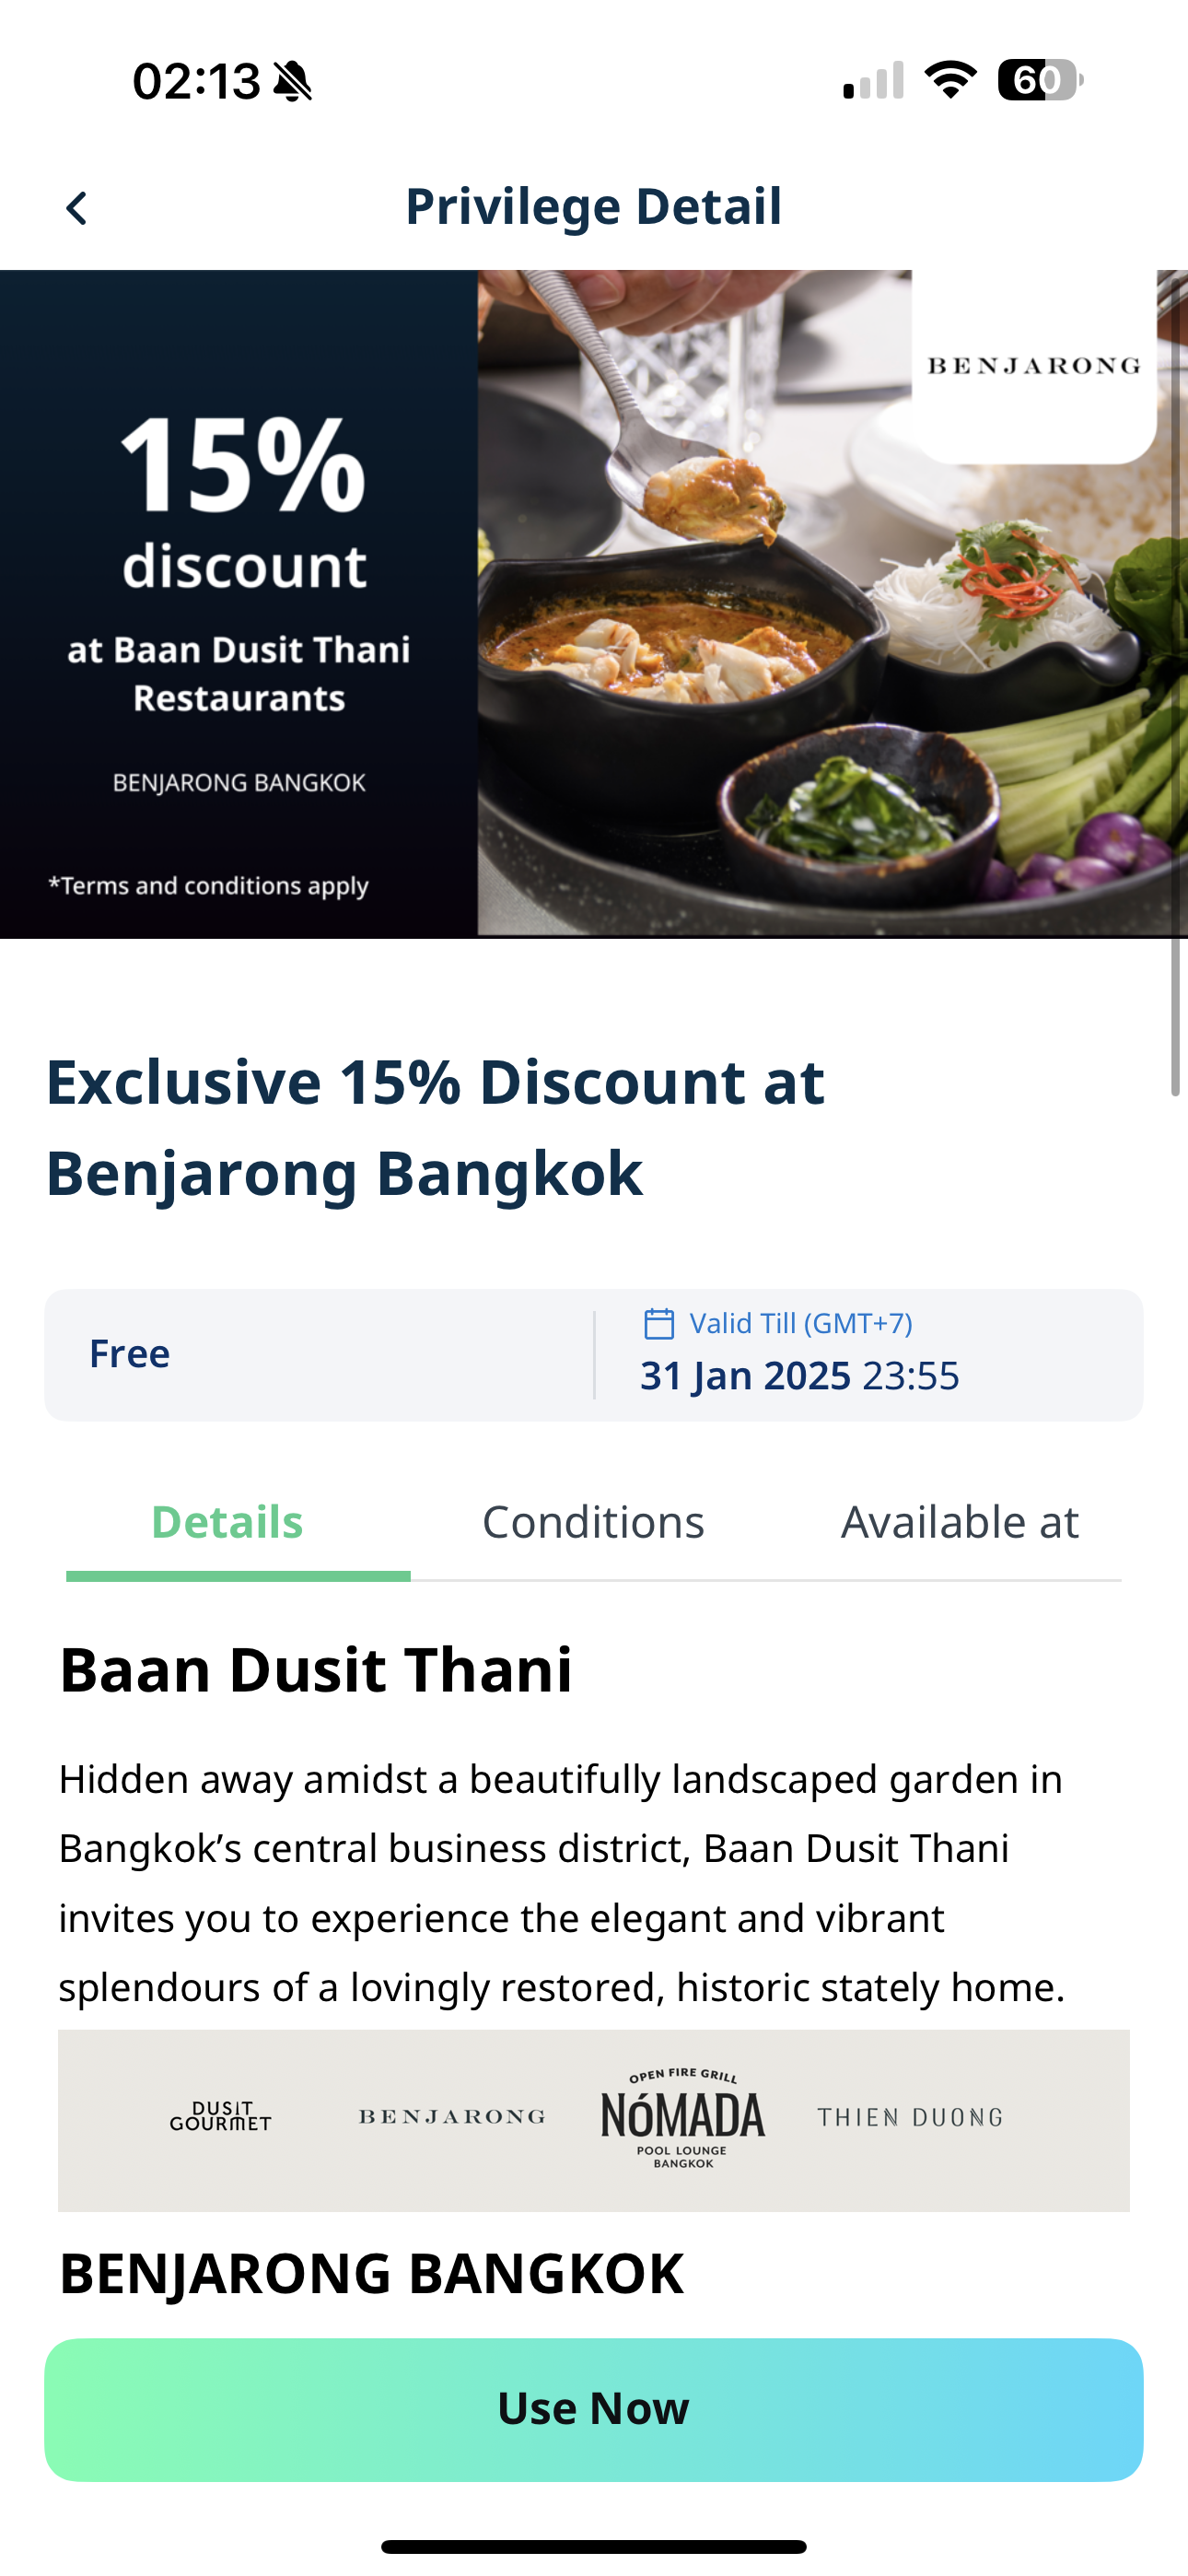 02:13
60
Privilege Detail
15%
discount
at Baan Dusit Thani
Restaurants
BENJARONG BANGKOK
*Terms and conditions apply
BENJARONG
Exclusive 15% Discount at
Benjarong Bangkok
Free
Valid Till (GMT+7)
31 Jan 2025 23:55
Details Conditions Available at
Baan Dusit Thani
Hidden away amidst a beautifully landscaped garden in
Bangkok’s central business district, Baan Dusit Thani
invites you to experience the elegant and vibrant
splendours of a lovingly restored, historic stately home.
DUSIT
GOURMET
BENJARONG
OPEN FIRE GRILL
NóMADA
POOL LOUNGE
BANGKOK
THIEN DUONG
BENJARONG BANGKOK
Use Now